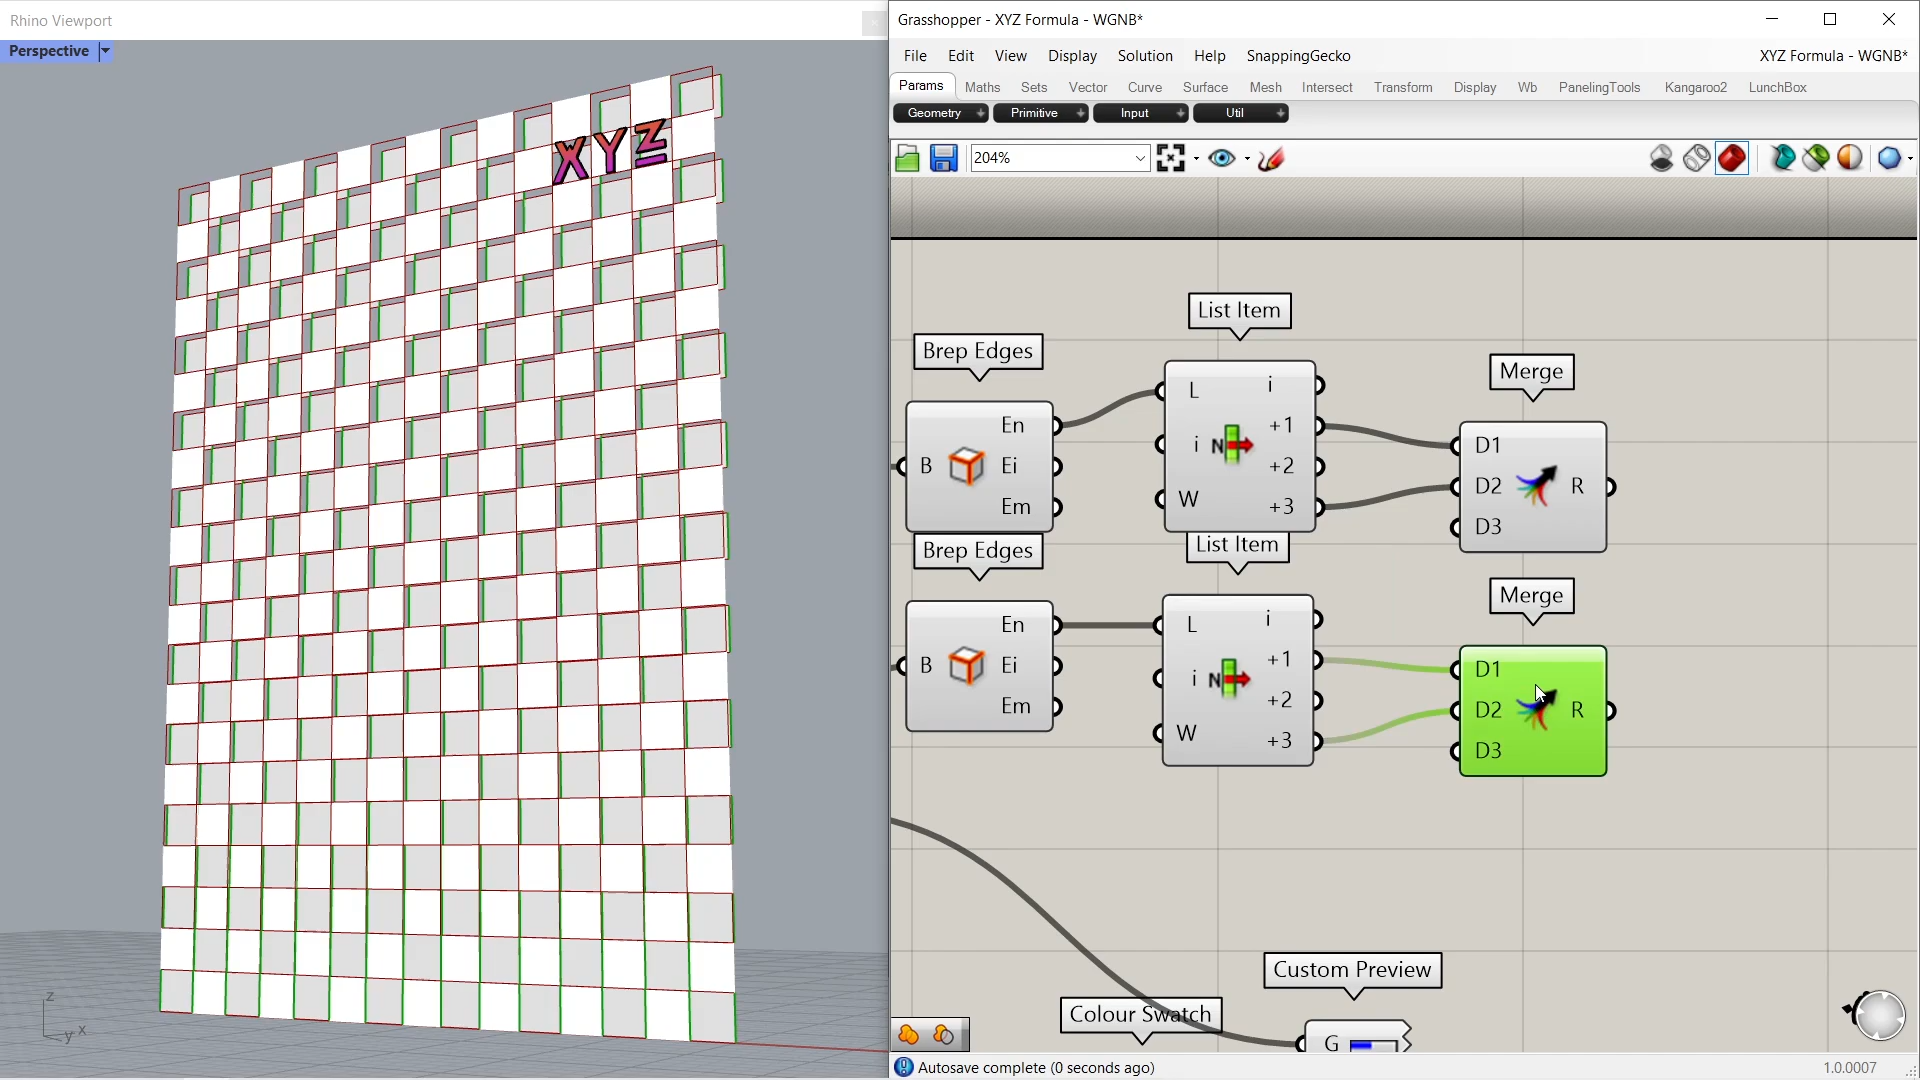 Rhino Viewport
Perspective
XYZ
z
y
x
Grasshopper - XYZ Formula - WGNB*
File Edit View Display Solution Help SnappingGecko
XYZ Formula - WGNB*
Params Maths Sets Vector Curve Surface Mesh Intersect Transform Display Wb PanelingTools Kangaroo2 LunchBox
Geometry Primitive Input Util
204%
List Item
Brep Edges
Merge
B En Ei Em
L i W i +1 +2 +3
N
D1 D2 D3 R
Brep Edges
List Item
Merge
B En Ei Em
L i W i +1 +2 +3
N
D1 D2 D3 R
Custom Preview
Colour Swatch
G
Autosave complete (0 seconds ago)
1.0.0007